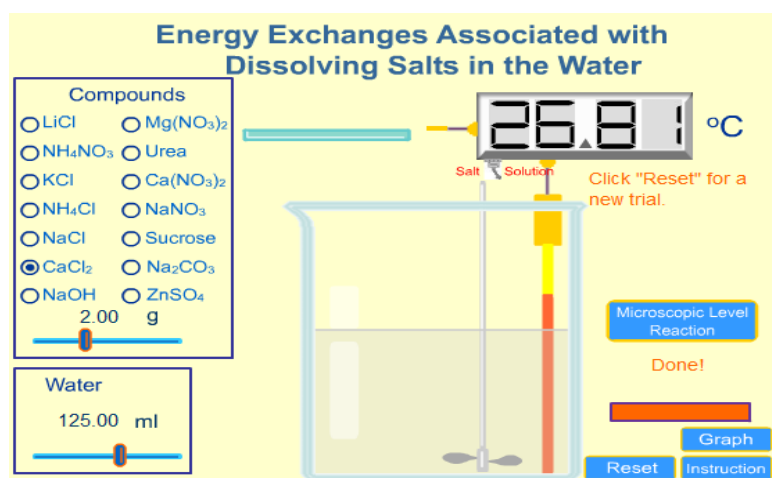 Energy Exchanges Associated with
Dissolving Salts in the Water
Compounds
LiCl
Mg(NO₃)₂
NH₄NO₃
Urea
KCl
Ca(NO₃)₂
NH₄Cl
NaNO₃
NaCl
Sucrose
CaCl₂
Na₂CO₃
NaOH
ZnSO₄
2.00 g
Water
125.00 ml
26.81 °C
Salt
Solution
Click "Reset" for a
new trial.
Microscopic Level
Reaction
Done!
Graph
Reset
Instruction